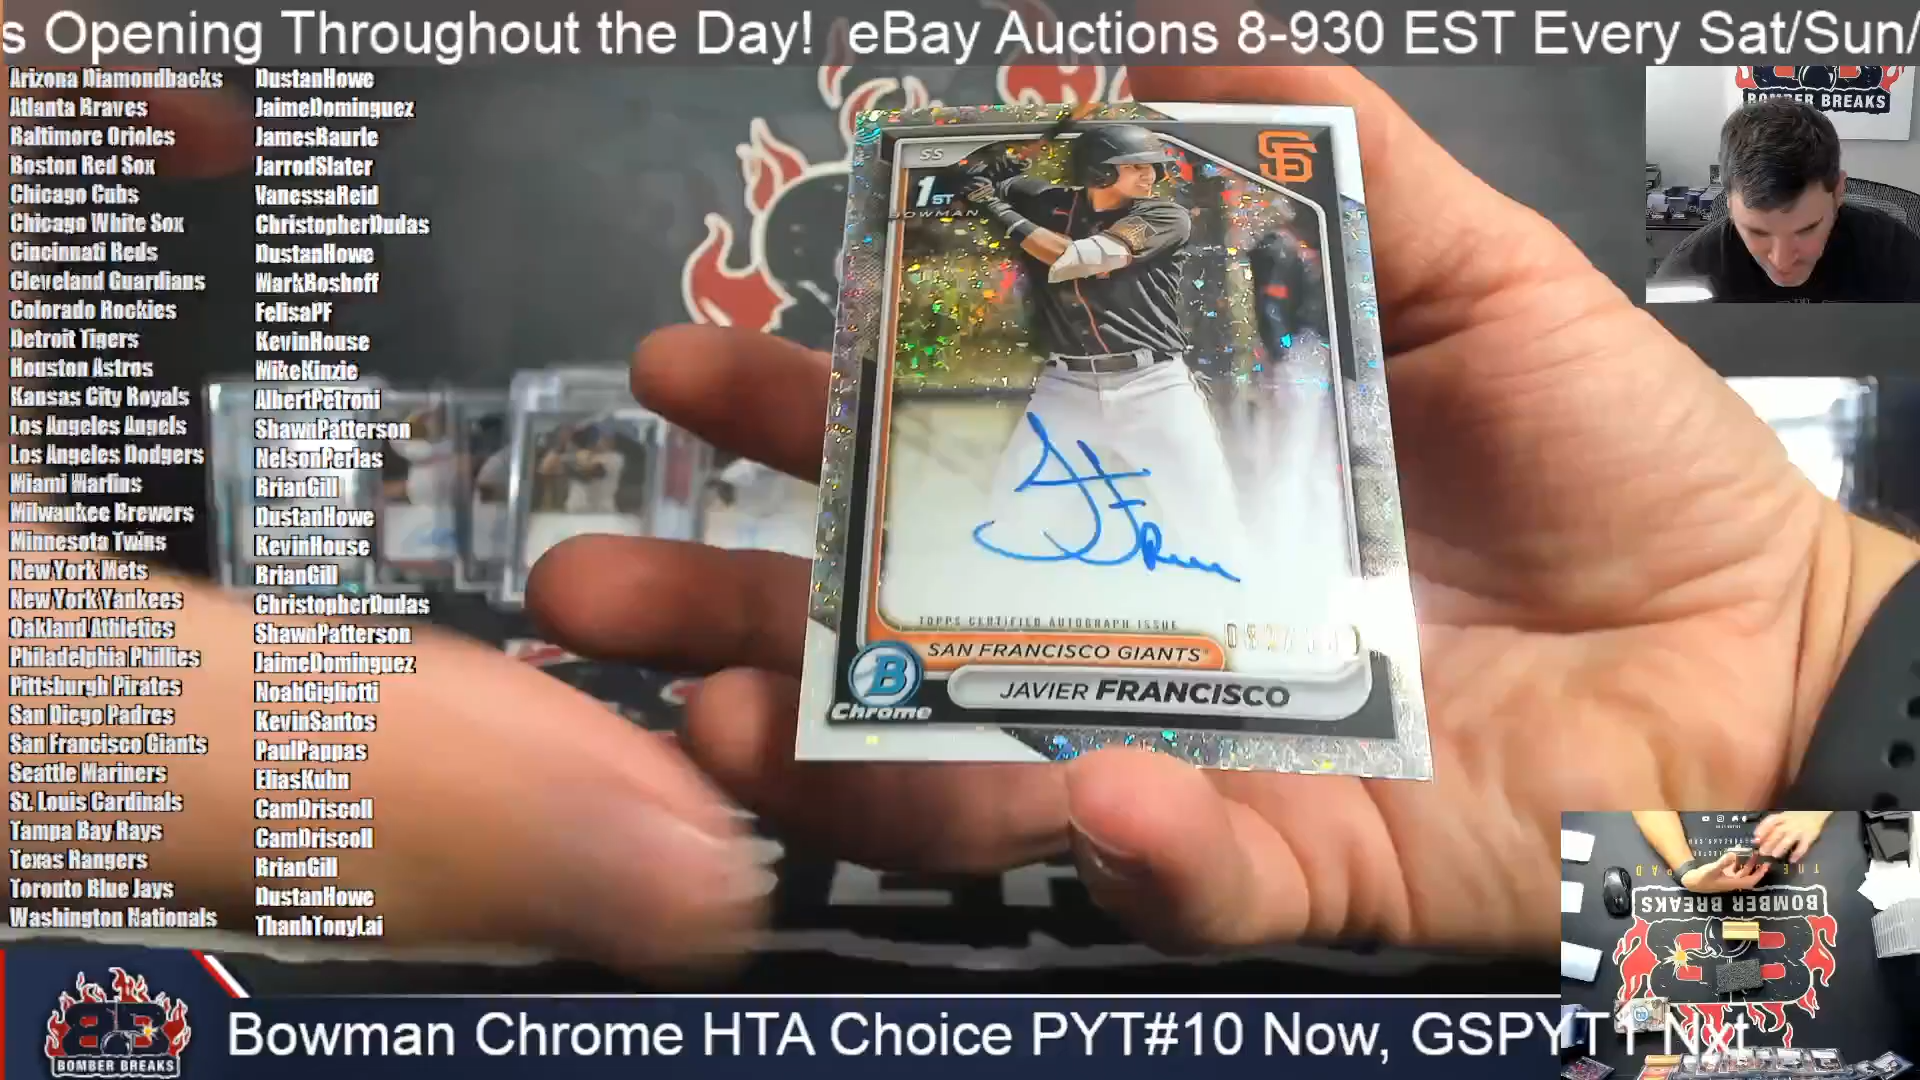 s Opening Throughout the Day!  eBay Auctions 8-930 EST Every Sat/Sun/
Arizona Diamondbacks DustanHowe
Atlanta Braves JaimeDominguez
Baltimore Orioles JamesBaurle
Boston Red Sox JarrodSlater
Chicago Cubs VanessaReid
Chicago White Sox ChristopherDudas
Cincinnati Reds DustanHowe
Cleveland Guardians MarkBoshoff
Colorado Rockies FelisaPF
Detroit Tigers KevinHouse
Houston Astros MikeKinzie
Kansas City Royals AlbertPetroni
Los Angeles Angels ShawnPatterson
Los Angeles Dodgers NelsonPerlas
Miami Marlins BrianGill
Milwaukee Brewers DustanHowe
Minnesota Twins KevinHouse
New York Mets BrianGill
New York Yankees ChristopherDudas
Oakland Athletics ShawnPatterson
Philadelphia Phillies JaimeDominguez
Pittsburgh Pirates NoahGigliotti
San Diego Padres KevinSantos
San Francisco Giants PaulPappas
Seattle Mariners EliasKuhn
St. Louis Cardinals CamDriscoll
Tampa Bay Rays CamDriscoll
Texas Rangers BrianGill
Toronto Blue Jays DustanHowe
Washington Nationals ThanhTonyLai
SS
SF
1ST
BOWMAN
TOPPS CERTIFIED AUTOGRAPH ISSUE
SAN FRANCISCO GIANTS
JAVIER FRANCISCO
B
Chrome
BOMBER BREAKS
BOMBER BREAKS
BOMBER BREAKS
Bowman Chrome HTA Choice PYT#10 Now, GSPYT1 Nxt